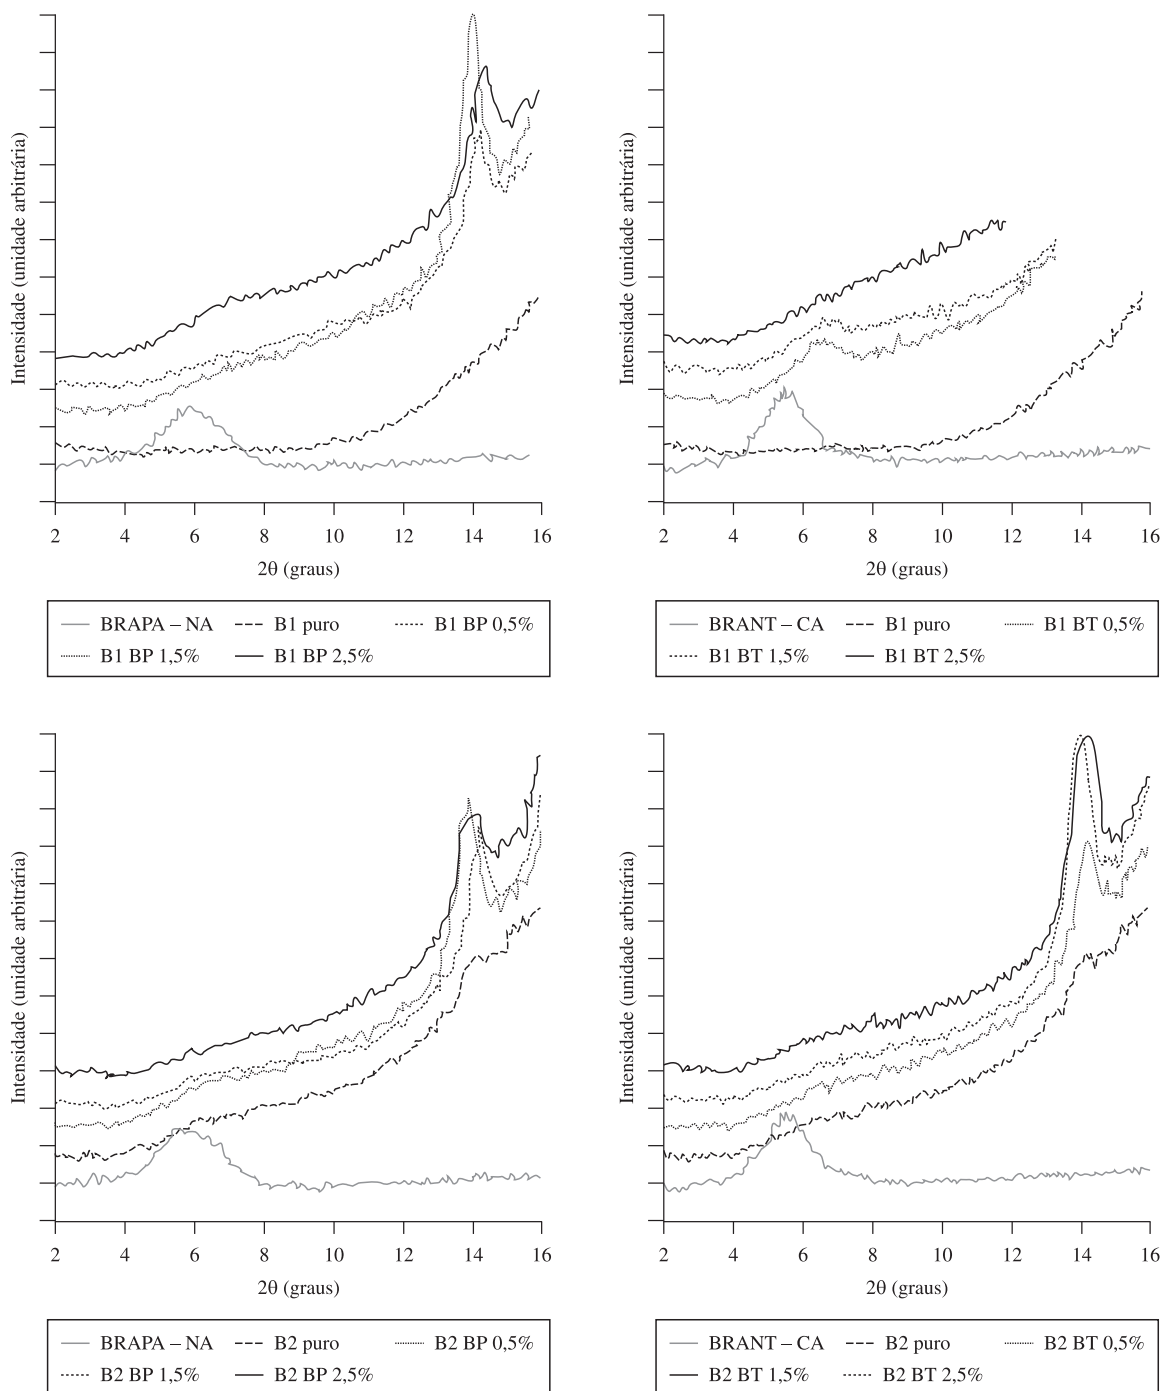 Intensidade (unidade arbitrária)
2 4 6 8 10 12 14 16
2θ (graus)
BRAPA – NA B1 puro B1 BP 0,5%
B1 BP 1,5% B1 BP 2,5%
Intensidade (unidade arbitrária)
2 4 6 8 10 12 14 16
2θ (graus)
BRANT – CA B1 puro B1 BT 0,5%
B1 BT 1,5% B1 BT 2,5%
Intensidade (unidade arbitrária)
2 4 6 8 10 12 14 16
2θ (graus)
BRAPA – NA B2 puro B2 BP 0,5%
B2 BP 1,5% B2 BP 2,5%
Intensidade (unidade arbitrária)
2 4 6 8 10 12 14 16
2θ (graus)
BRANT – CA B2 puro B2 BT 0,5%
B2 BT 1,5% B2 BT 2,5%